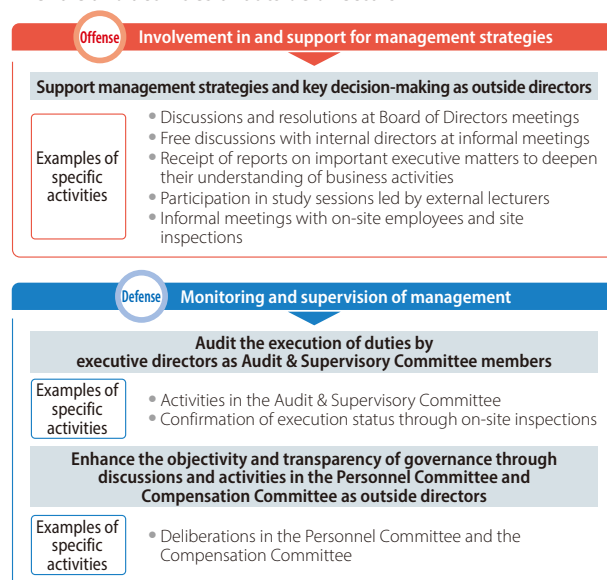 Offense
Involvement in and support for management strategies
Support management strategies and key decision-making as outside directors
Examples of
specific
activities
• Discussions and resolutions at Board of Directors meetings
• Free discussions with internal directors at informal meetings
• Receipt of reports on important executive matters to deepen
their understanding of business activities
• Participation in study sessions led by external lecturers
• Informal meetings with on-site employees and site
inspections
Defense
Monitoring and supervision of management
Audit the execution of duties by
executive directors as Audit & Supervisory Committee members
Examples of
specific
activities
• Activities in the Audit & Supervisory Committee
• Confirmation of execution status through on-site inspections
Enhance the objectivity and transparency of governance through
discussions and activities in the Personnel Committee and
Compensation Committee as outside directors
Examples of
specific
activities
• Deliberations in the Personnel Committee and the
Compensation Committee